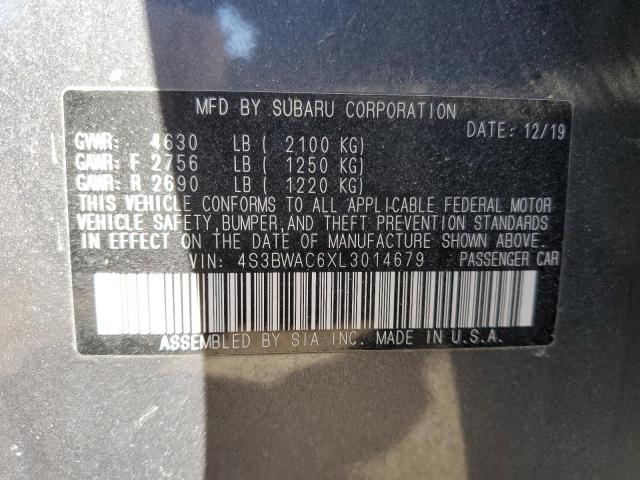 MFD BY SUBARU CORPORATION
DATE: 12/19
GVWR: 4630 LB ( 2100 KG)
GAWR: F 2756 LB ( 1250 KG)
GAWR: R 2690 LB ( 1220 KG)
THIS VEHICLE CONFORMS TO ALL APPLICABLE FEDERAL MOTOR
VEHICLE SAFETY, BUMPER, AND THEFT PREVENTION STANDARDS
IN EFFECT ON THE DATE OF MANUFACTURE SHOWN ABOVE.
VIN: 4S3BWAC6XL3014679 PASSENGER CAR
ASSEMBLED BY SIA INC. MADE IN U.S.A.